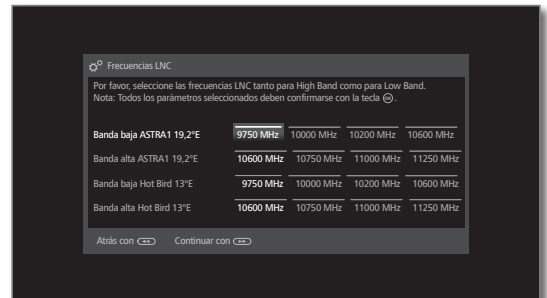 Frecuencias LNC
Por favor, seleccione las frecuencias LNC tanto para High Band como para Low Band.
Nota: Todos los parámetros seleccionados deben confirmarse con la tecla OK.
Banda baja ASTRA1 19,2°E 9750 MHz 10000 MHz 10200 MHz 10600 MHz
Banda alta ASTRA1 19,2°E 10600 MHz 10750 MHz 11000 MHz 11250 MHz
Banda baja Hot Bird 13°E 9750 MHz 10000 MHz 10200 MHz 10600 MHz
Banda alta Hot Bird 13°E 10600 MHz 10750 MHz 11000 MHz 11250 MHz
Atrás con Continuar con